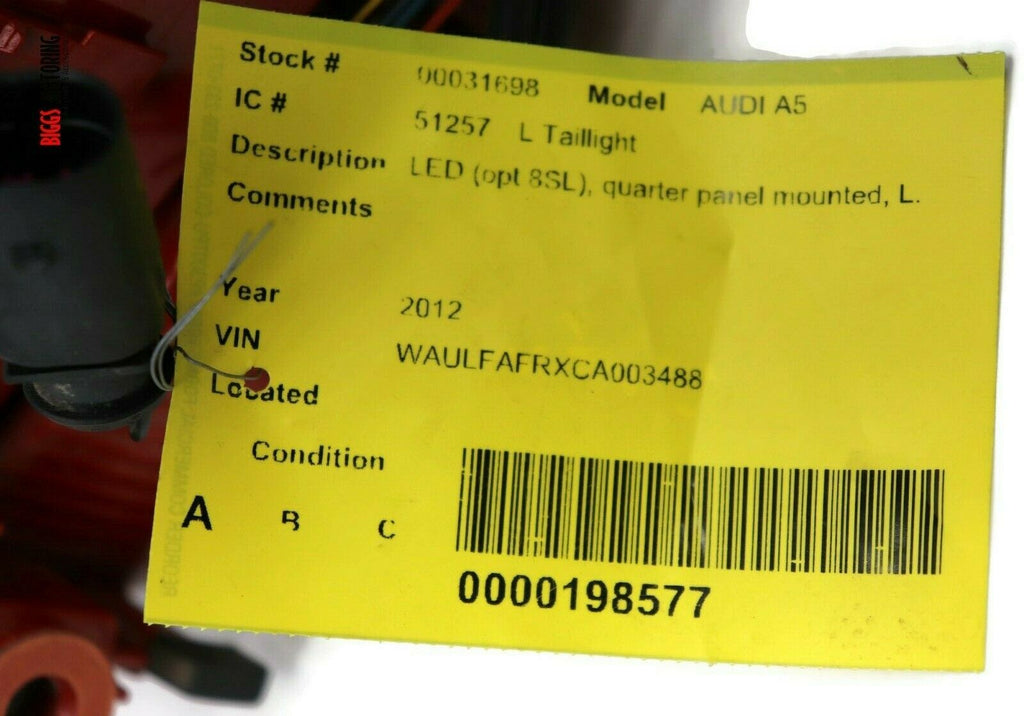 BIGGS MOTORING
Stock # 00031698 Model AUDI A5
IC # 51257 L Taillight
Description LED (opt 8SL), quarter panel mounted, L.
Comments
Year 2012
VIN WAULFAFRXCA003488
Located
Condition
A B C
0000198577